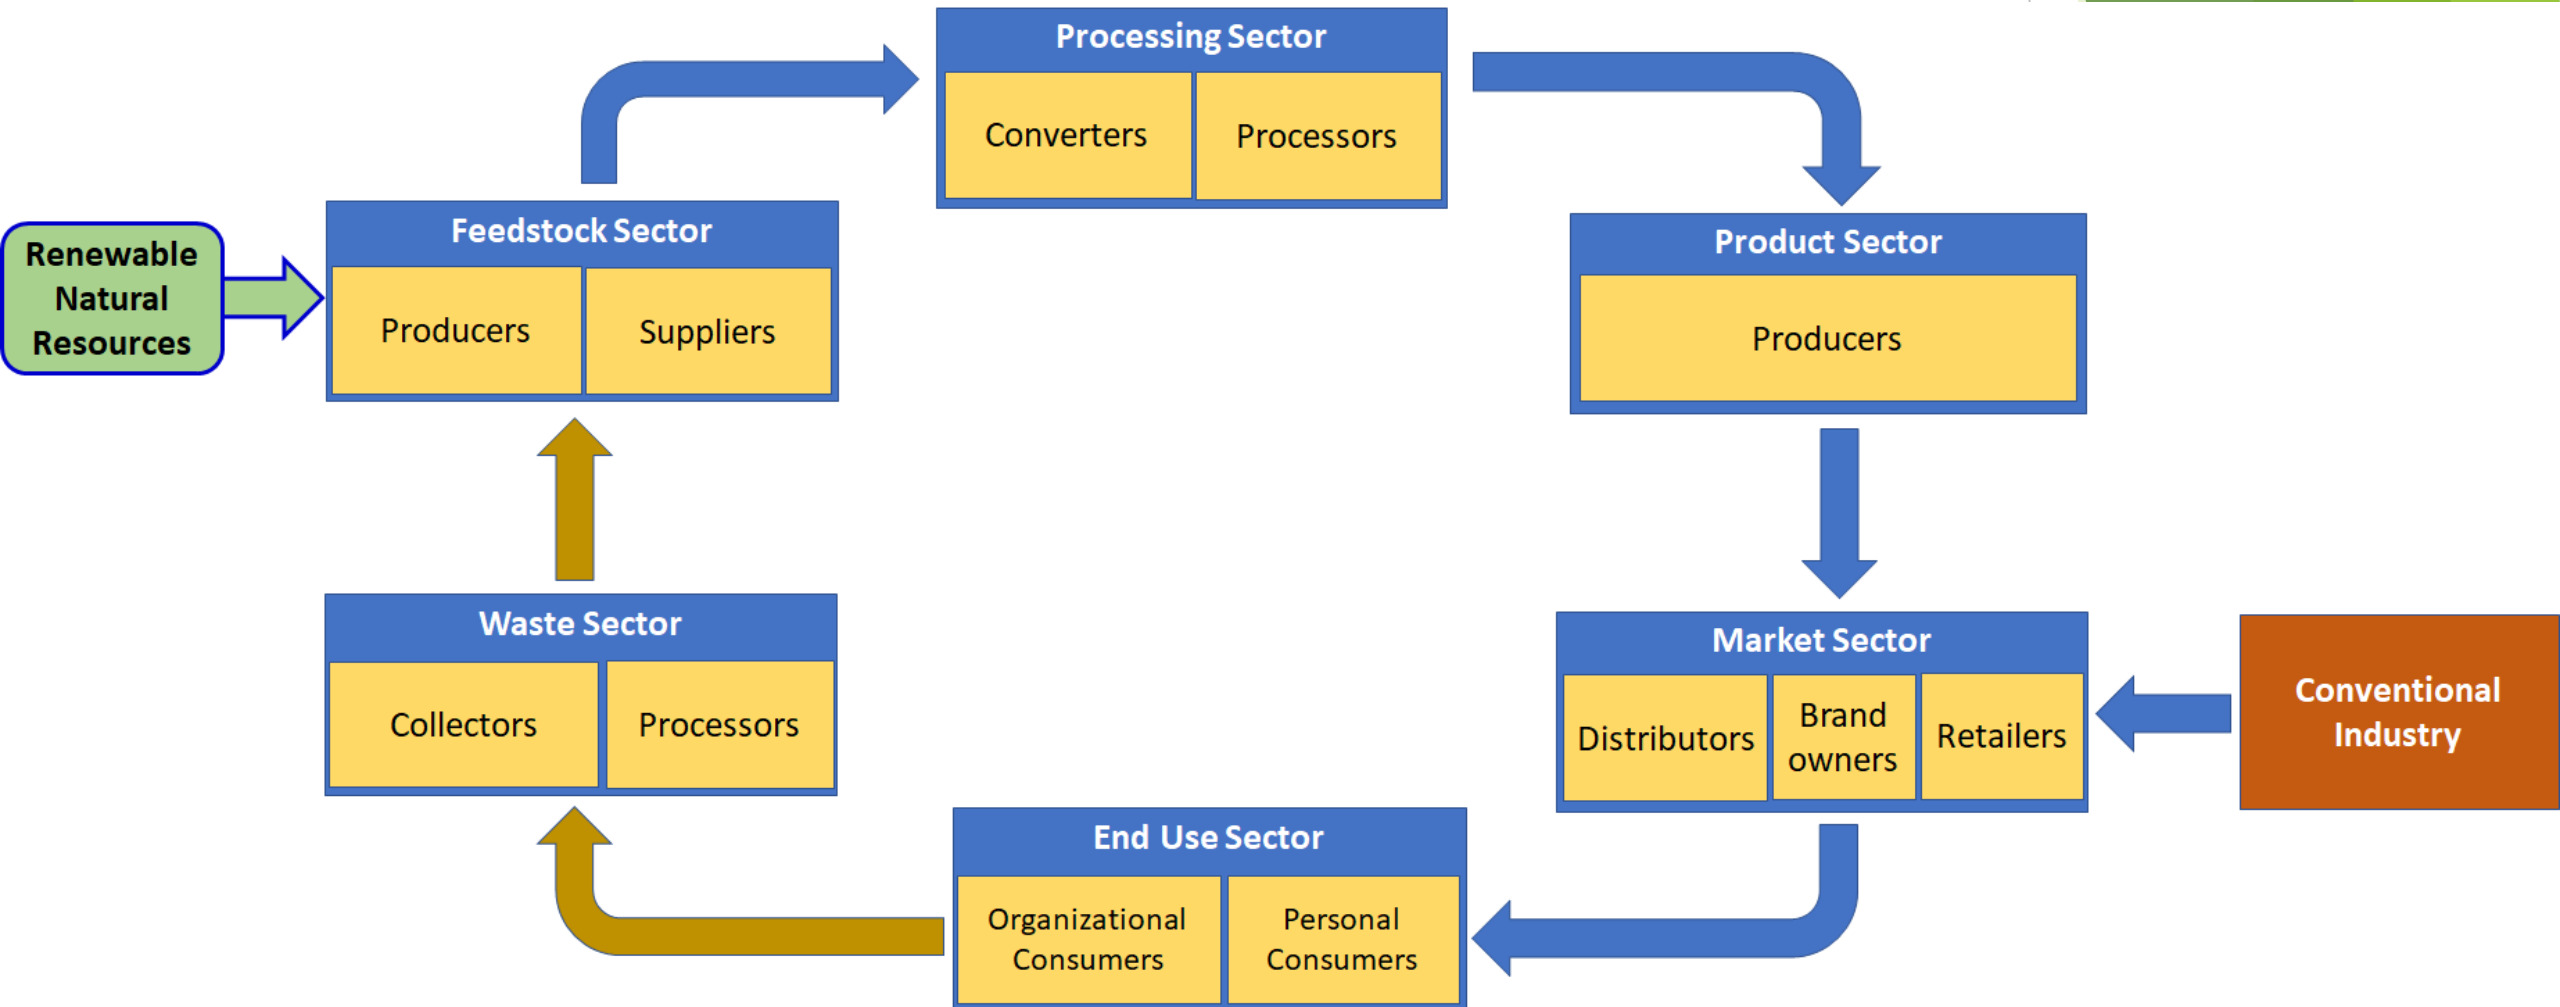 Processing Sector
Converters
Processors
Feedstock Sector
Producers
Suppliers
Renewable
Natural
Resources
Product Sector
Producers
Waste Sector
Collectors
Processors
Market Sector
Distributors
Brand
owners
Retailers
Conventional
Industry
End Use Sector
Organizational
Consumers
Personal
Consumers